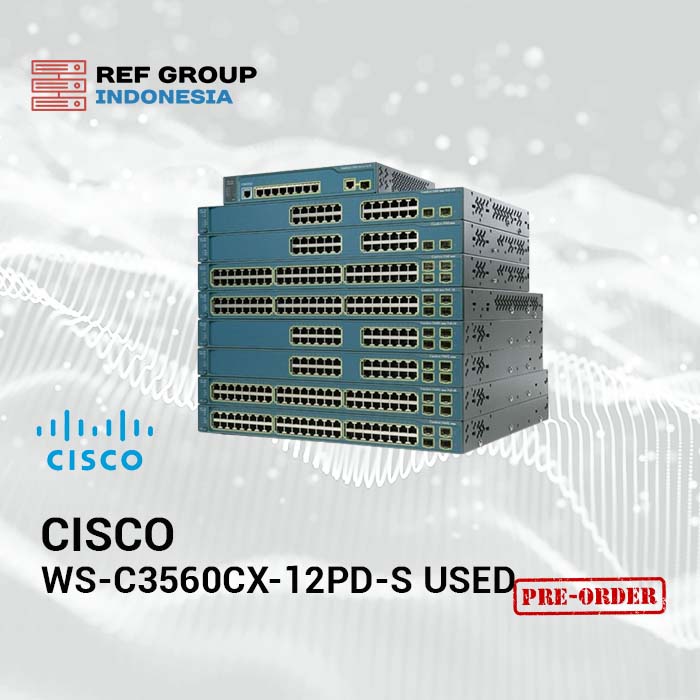 REF GROUP
INDONESIA
CISCO
CISCO
WS-C3560CX-12PD-S USED
PRE-ORDER